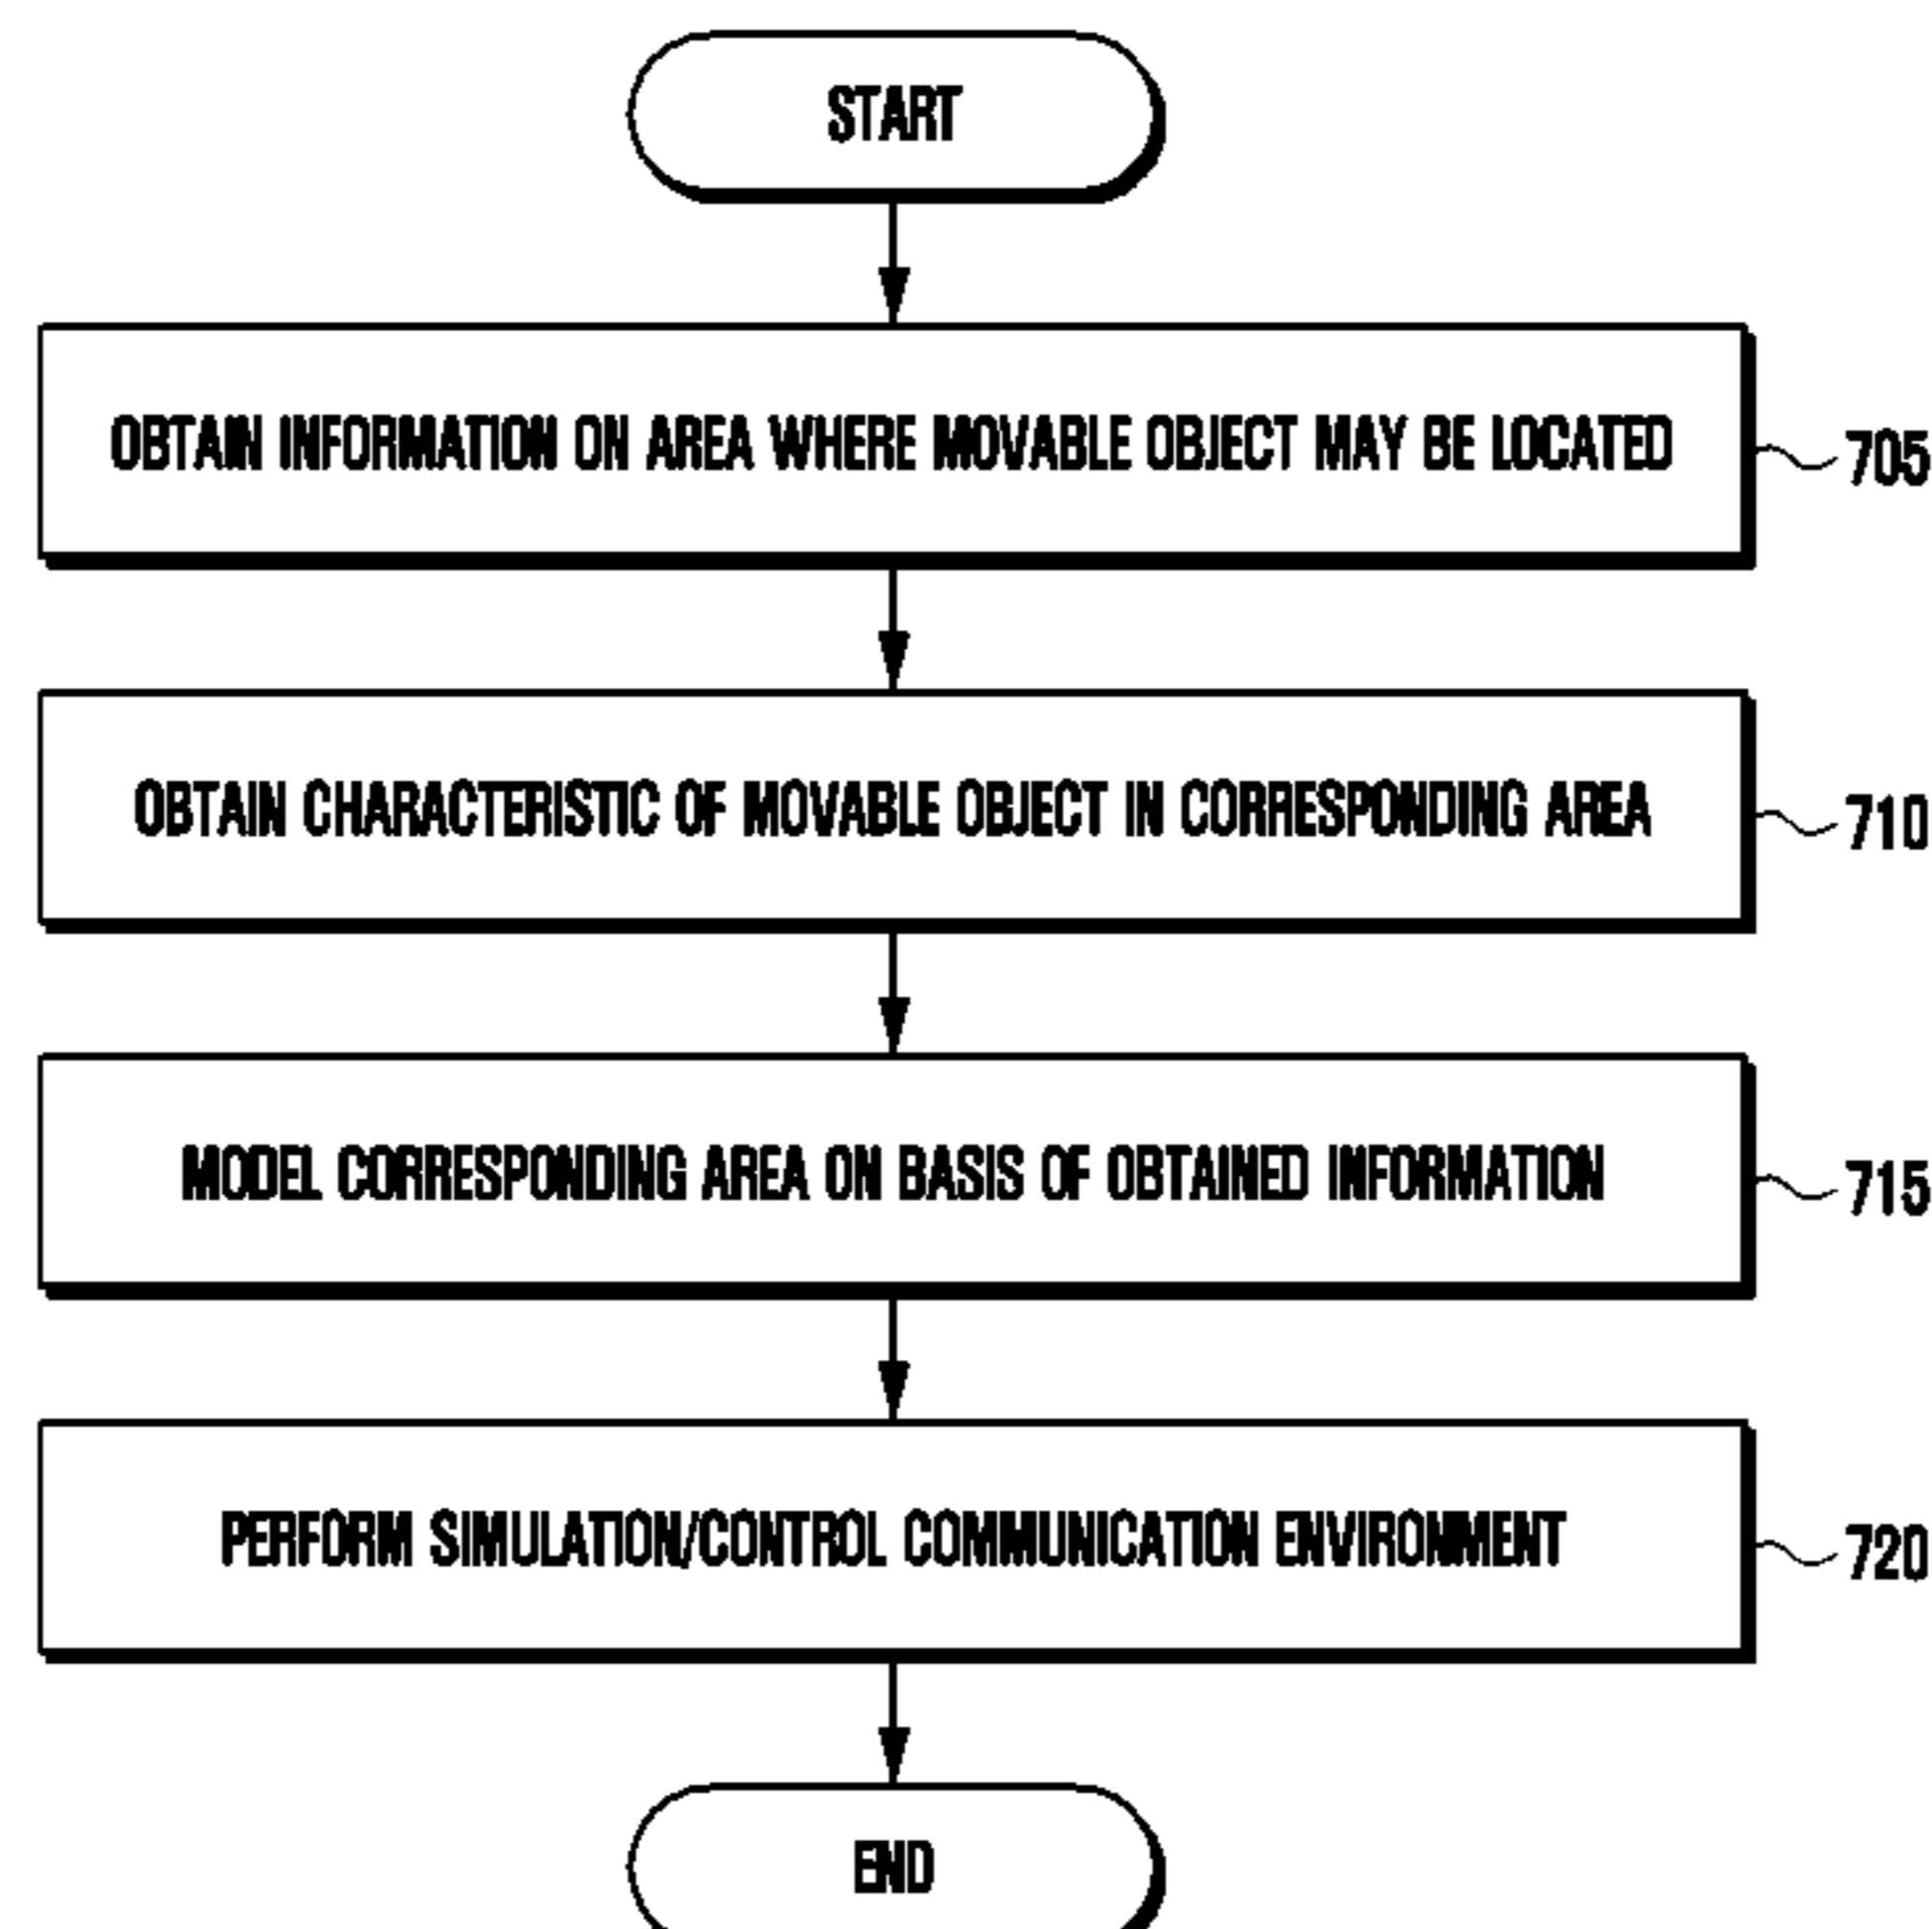 START
OBTAIN INFORMATION ON AREA WHERE MOVABLE OBJECT MAY BE LOCATED
705
OBTAIN CHARACTERISTIC OF MOVABLE OBJECT IN CORRESPONDING AREA
710
MODEL CORRESPONDING AREA ON BASIS OF OBTAINED INFORMATION
715
PERFORM SIMULATION/CONTROL COMMUNICATION ENVIRONMENT
720
END